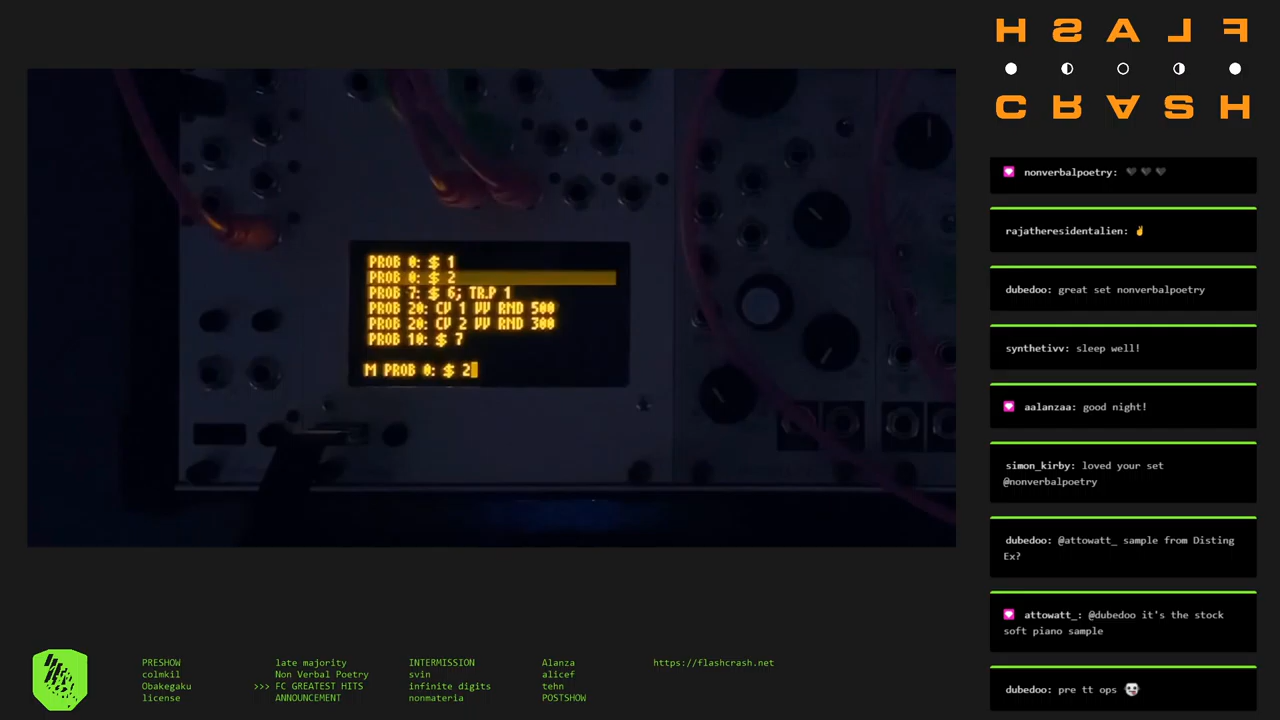 FLASH
CRASH
PROB 0: $ 1
PROB 0: $ 2
PROB 7: $ 6; TR.P 1
PROB 20: CV 1 VV RND 500
PROB 20: CV 2 VV RND 300
PROB 10: $ 7
M PROB 0: $ 2
nonverbalpoetry: 🖤 🖤 🖤
rajatheresidentalien: ✌
dubedoo: great set nonverbalpoetry
synthetivv: sleep well!
aalanzaa: good night!
simon_kirby: loved your set
@nonverbalpoetry
dubedoo: @attowatt_ sample from Disting
Ex?
attowatt_: @dubedoo it's the stock
soft piano sample
dubedoo: pre tt ops 💀
PRESHOW
colmkil
Obakegaku
license
late majority
Non Verbal Poetry
>>> FC GREATEST HITS
ANNOUNCEMENT
INTERMISSION
svin
infinite digits
nonmateria
Alanza
alicef
tehn
POSTSHOW
https://flashcrash.net